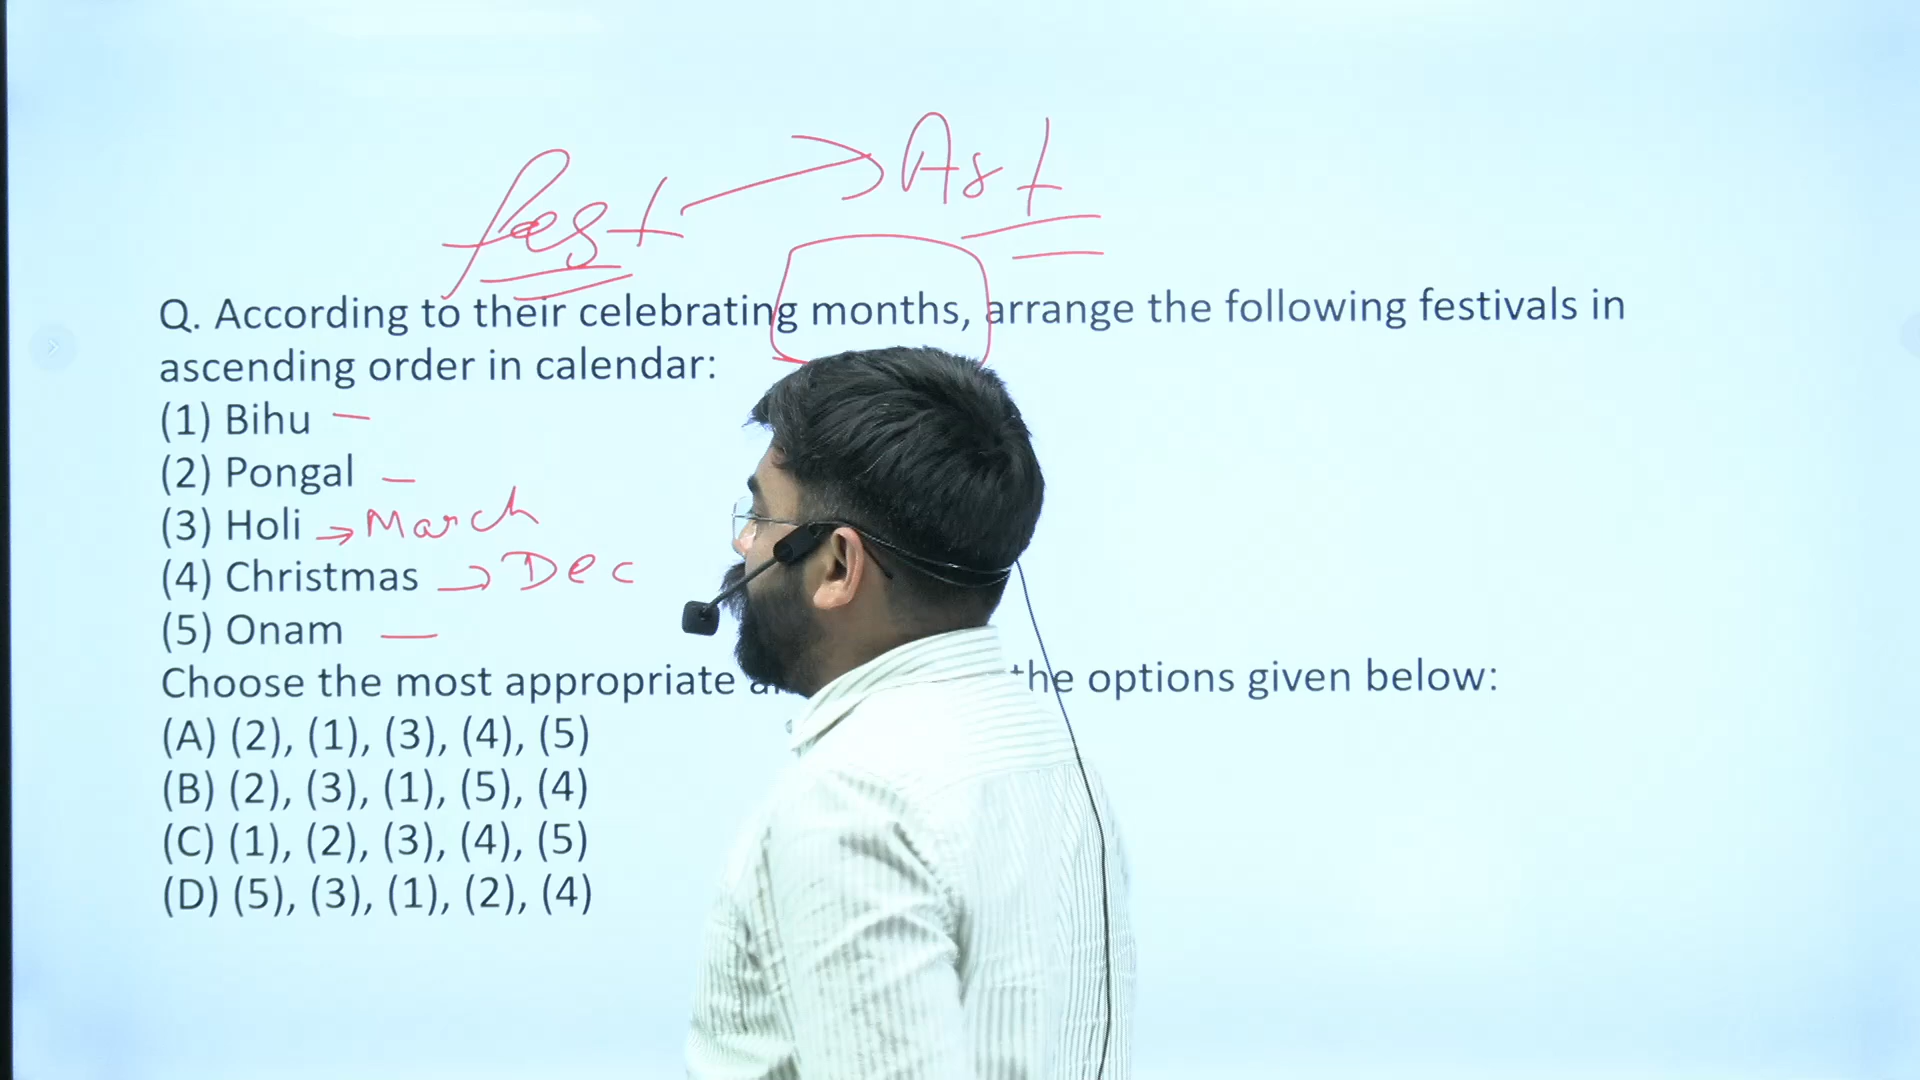 fest → Ast
Q. According to their celebrating months, arrange the following festivals in
ascending order in calendar:
(1) Bihu —
(2) Pongal —
(3) Holi → March
(4) Christmas → Dec
(5) Onam —
Choose the most appropriate the options given below:
(A) (2), (1), (3), (4), (5)
(B) (2), (3), (1), (5), (4)
(C) (1), (2), (3), (4), (5)
(D) (5), (3), (1), (2), (4)